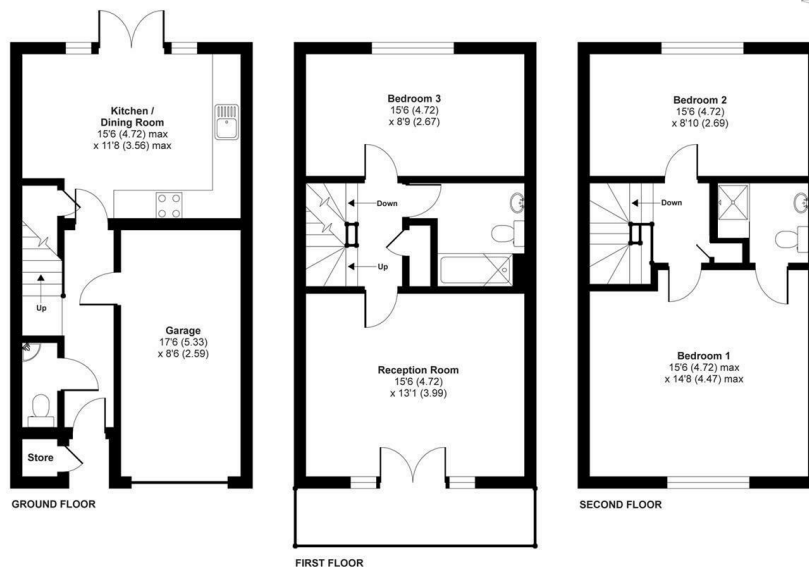 Kitchen /
Dining Room
15'6 (4.72) max
x 11'8 (3.56) max
Up
Garage
17'6 (5.33)
x 8'6 (2.59)
Store
GROUND FLOOR
Bedroom 3
15'6 (4.72)
x 8'9 (2.67)
Down
Up
Reception Room
15'6 (4.72)
x 13'1 (3.99)
FIRST FLOOR
Bedroom 2
15'6 (4.72)
x 8'10 (2.69)
Down
Bedroom 1
15'6 (4.72) max
x 14'8 (4.47) max
SECOND FLOOR